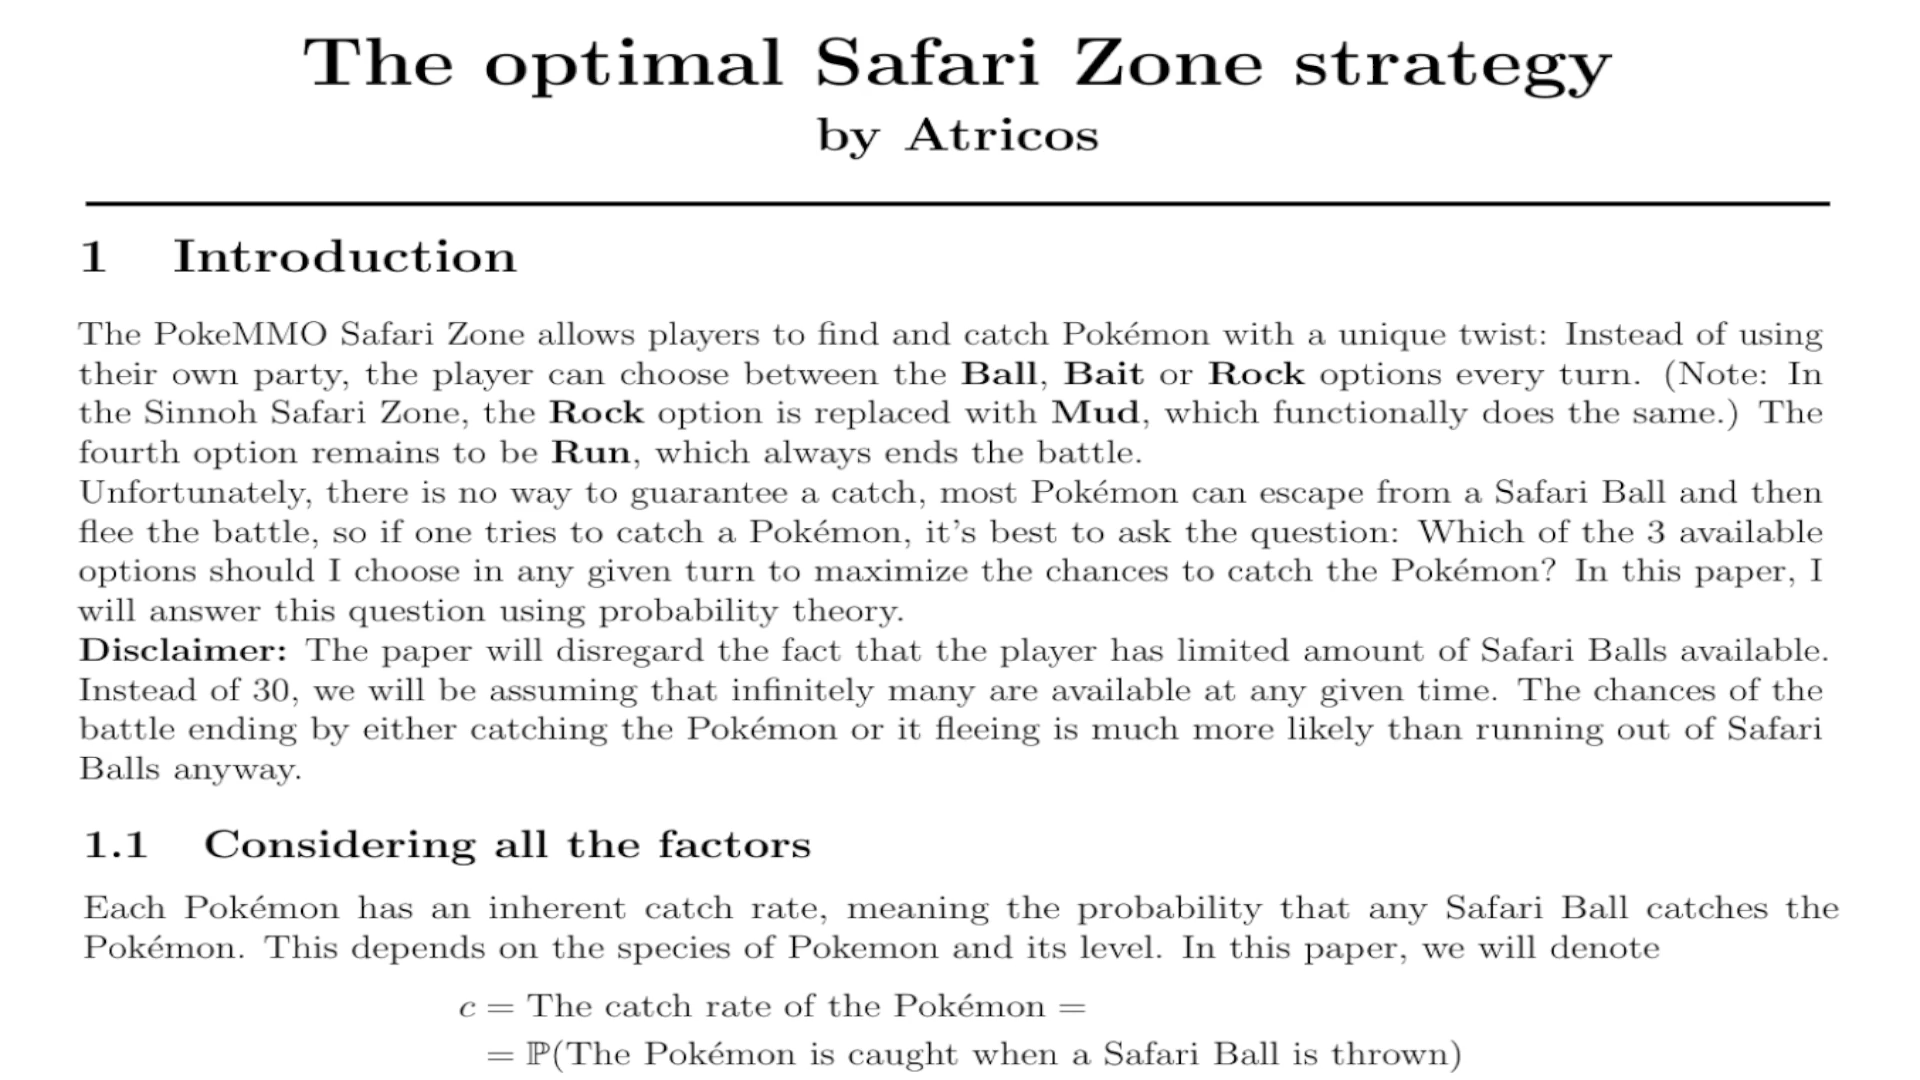 The optimal Safari Zone strategy
by Atricos
1 Introduction
The PokeMMO Safari Zone allows players to find and catch Pokémon with a unique twist: Instead of using
their own party, the player can choose between the Ball, Bait or Rock options every turn. (Note: In
the Sinnoh Safari Zone, the Rock option is replaced with Mud, which functionally does the same.) The
fourth option remains to be Run, which always ends the battle.
Unfortunately, there is no way to guarantee a catch, most Pokémon can escape from a Safari Ball and then
flee the battle, so if one tries to catch a Pokémon, it's best to ask the question: Which of the 3 available
options should I choose in any given turn to maximize the chances to catch the Pokémon? In this paper, I
will answer this question using probability theory.
Disclaimer: The paper will disregard the fact that the player has limited amount of Safari Balls available.
Instead of 30, we will be assuming that infinitely many are available at any given time. The chances of the
battle ending by either catching the Pokémon or it fleeing is much more likely than running out of Safari
Balls anyway.
1.1 Considering all the factors
Each Pokémon has an inherent catch rate, meaning the probability that any Safari Ball catches the
Pokémon. This depends on the species of Pokemon and its level. In this paper, we will denote
c = The catch rate of the Pokémon =
= ℙ(The Pokémon is caught when a Safari Ball is thrown)